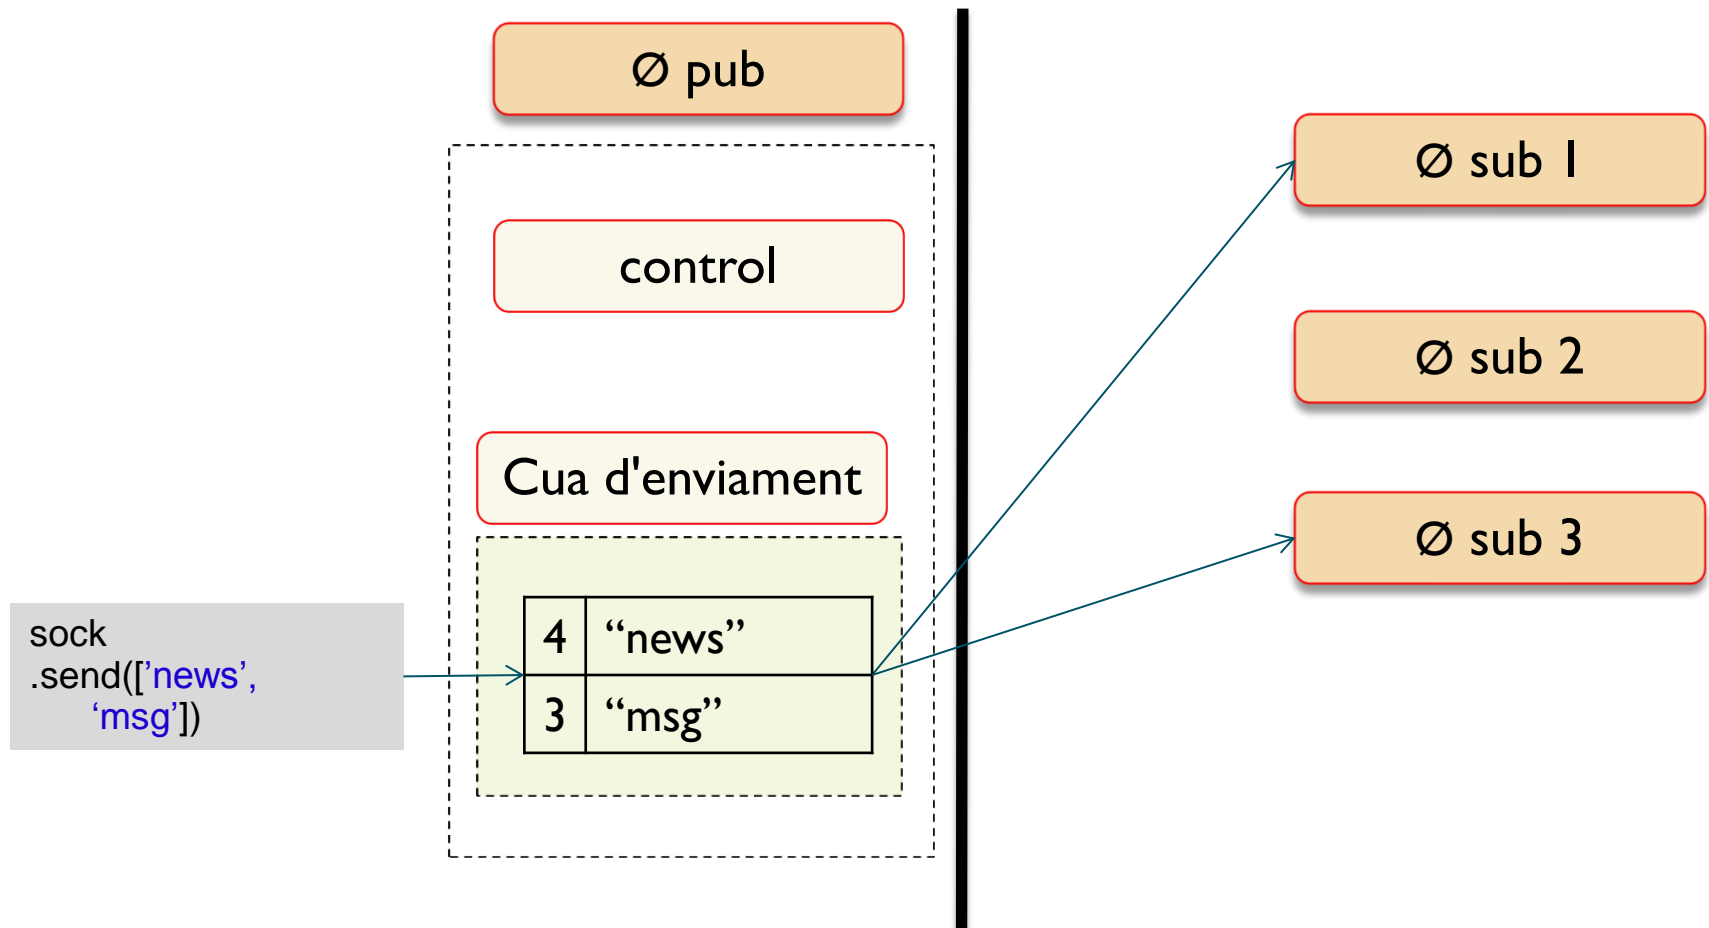 Ø pub
control
Cua d'enviament
4 “news”
3 “msg”
sock
.send([’news’,
‘msg’])
Ø sub 1
Ø sub 2
Ø sub 3